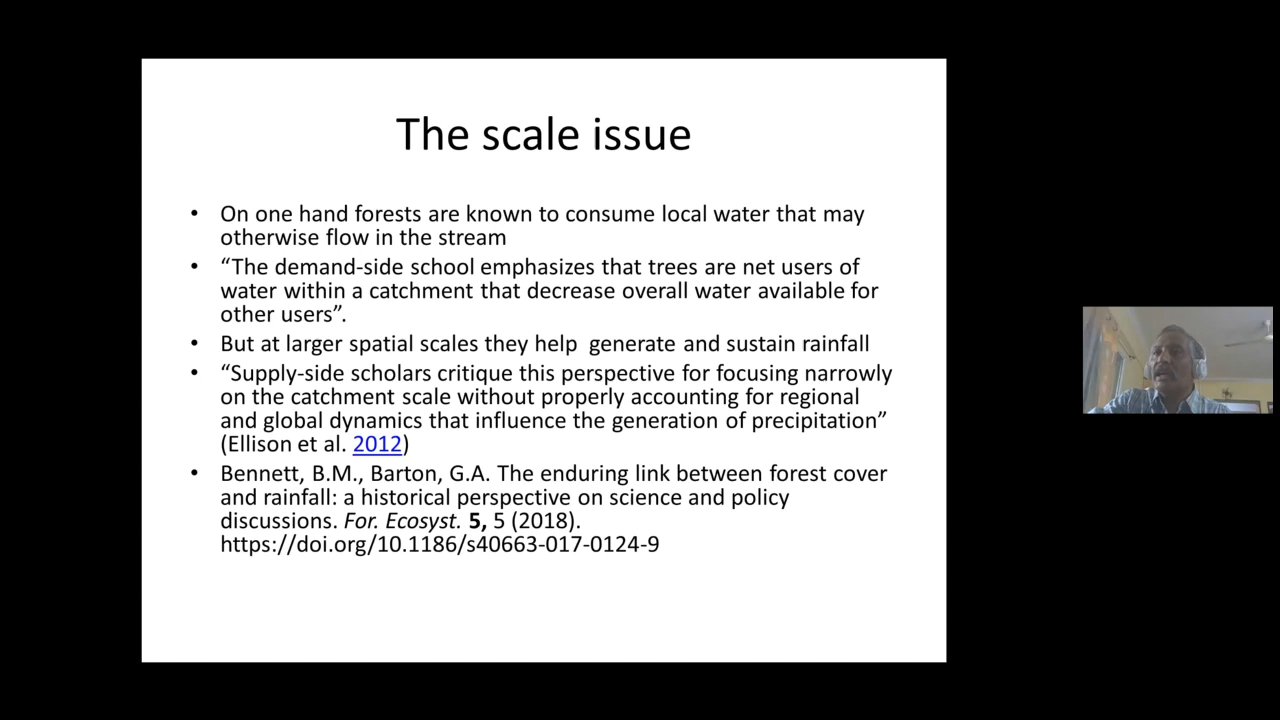 The scale issue
• On one hand forests are known to consume local water that may
otherwise flow in the stream
• “The demand-side school emphasizes that trees are net users of
water within a catchment that decrease overall water available for
other users”.
• But at larger spatial scales they help  generate and sustain rainfall
• “Supply-side scholars critique this perspective for focusing narrowly
on the catchment scale without properly accounting for regional
and global dynamics that influence the generation of precipitation”
(Ellison et al. 2012)
• Bennett, B.M., Barton, G.A. The enduring link between forest cover
and rainfall: a historical perspective on science and policy
discussions. For. Ecosyst. 5, 5 (2018).
https://doi.org/10.1186/s40663-017-0124-9